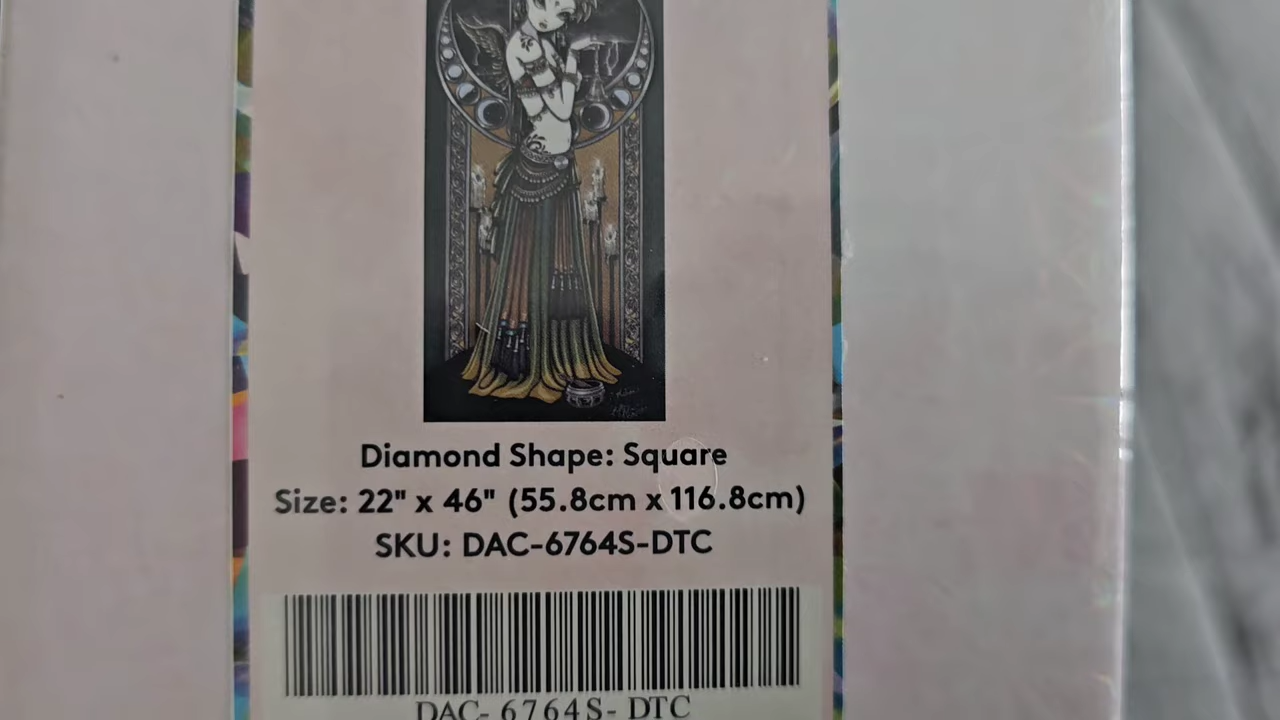 Diamond Shape: Square
Size: 22" x 46" (55.8cm x 116.8cm)
SKU: DAC-6764S-DTC
DAC- 6764S- DTC